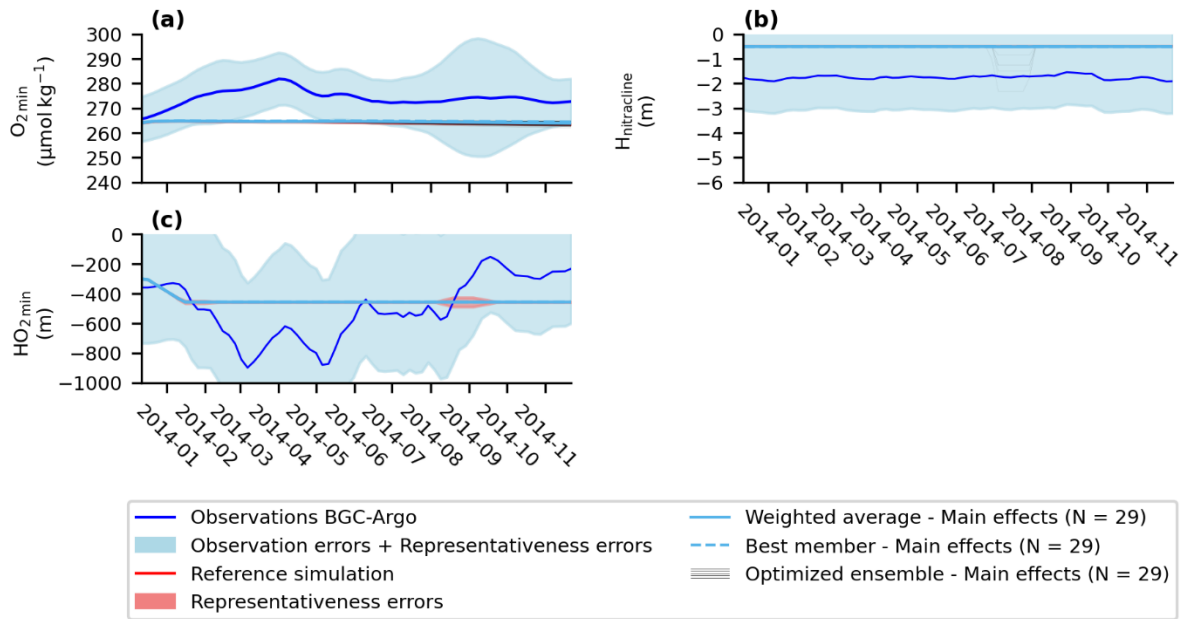 (a)
300
290
280
270
260
250
240
O2 min
(µmol kg−1)
(b)
0
−1
−2
−3
−4
−5
−6
Hnitracline
(m)
2014-01
2014-02
2014-03
2014-04
2014-05
2014-06
2014-07
2014-08
2014-09
2014-10
2014-11
(c)
0
−200
−400
−600
−800
−1000
HO2 min
(m)
2014-01
2014-02
2014-03
2014-04
2014-05
2014-06
2014-07
2014-08
2014-09
2014-10
2014-11
Observations BGC-Argo
Observation errors + Representativeness errors
Reference simulation
Representativeness errors
Weighted average - Main effects (N = 29)
Best member - Main effects (N = 29)
Optimized ensemble - Main effects (N = 29)